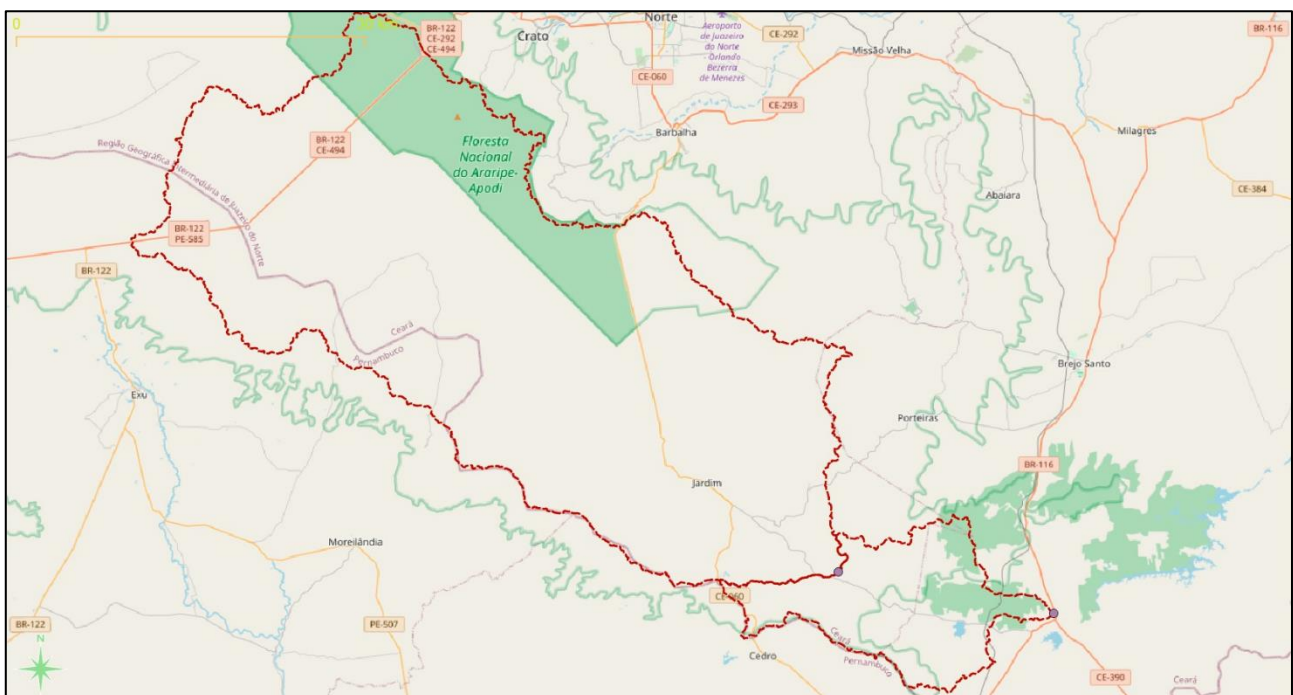 0
Norte
Crato
Aeroporto
de Juazeiro
do Norte
Orlando
Bezerra
de Menezes
BR-122
CE-292
CE-494
CE-292
BR-116
Missão Velha
CE-060
CE-293
Barbalha
Milagres
Floresta
Nacional
do Araripe-
Apodi
BR-122
CE-494
Região Geográfica Intermediária de Juazeiro do Norte
Abaiara
CE-384
BR-122
PE-585
BR-122
Ceará
Pernambuco
Brejo Santo
Exu
Porteiras
BR-116
Jardim
Moreilândia
CE-060
BR-122
PE-507
N
Cedro
Ceará
Pernambuco
CE-390
Ceará